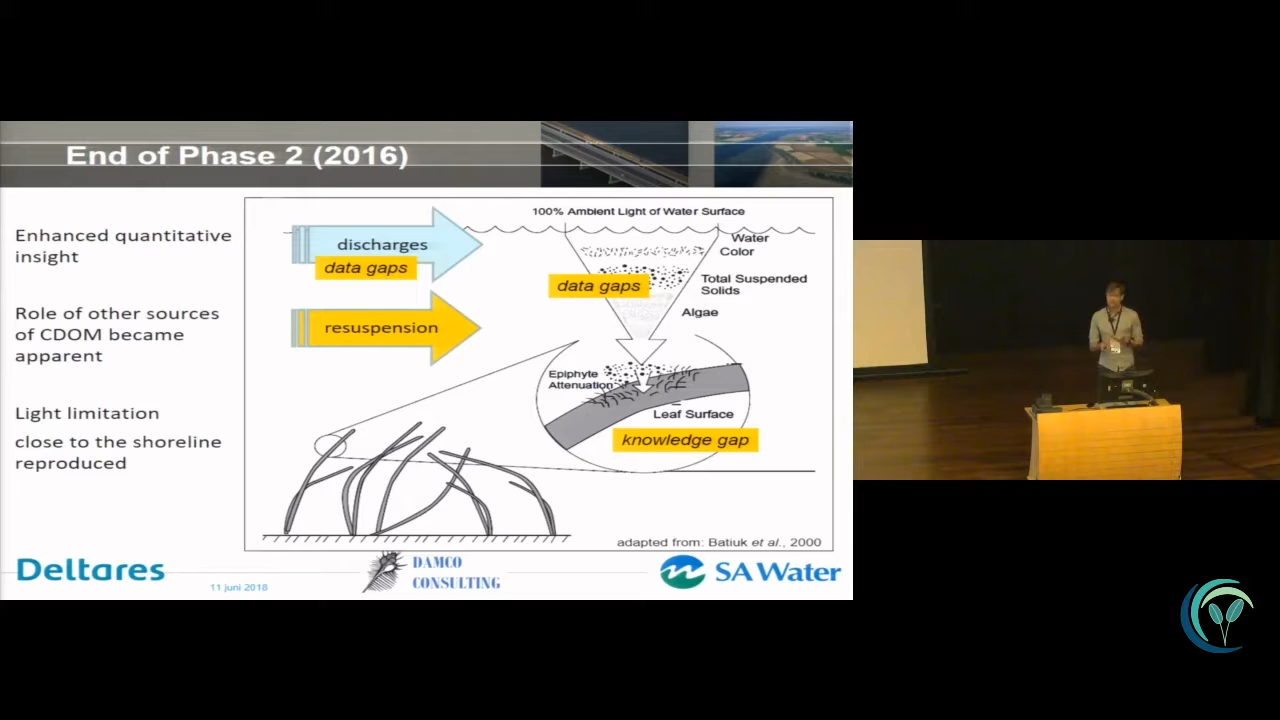 End of Phase 2 (2016)
Enhanced quantitative
insight
Role of other sources
of CDOM became
apparent
Light limitation
close to the shoreline
reproduced
discharges
data gaps
resuspension
100% Ambient Light of Water Surface
Water
Color
data gaps
Total Suspended
Solids
Algae
Epiphyte
Attenuation
Leaf Surface
knowledge gap
adapted from: Batiuk et al., 2000
Deltares
11 juni 2018
DAMCO
CONSULTING
SA Water